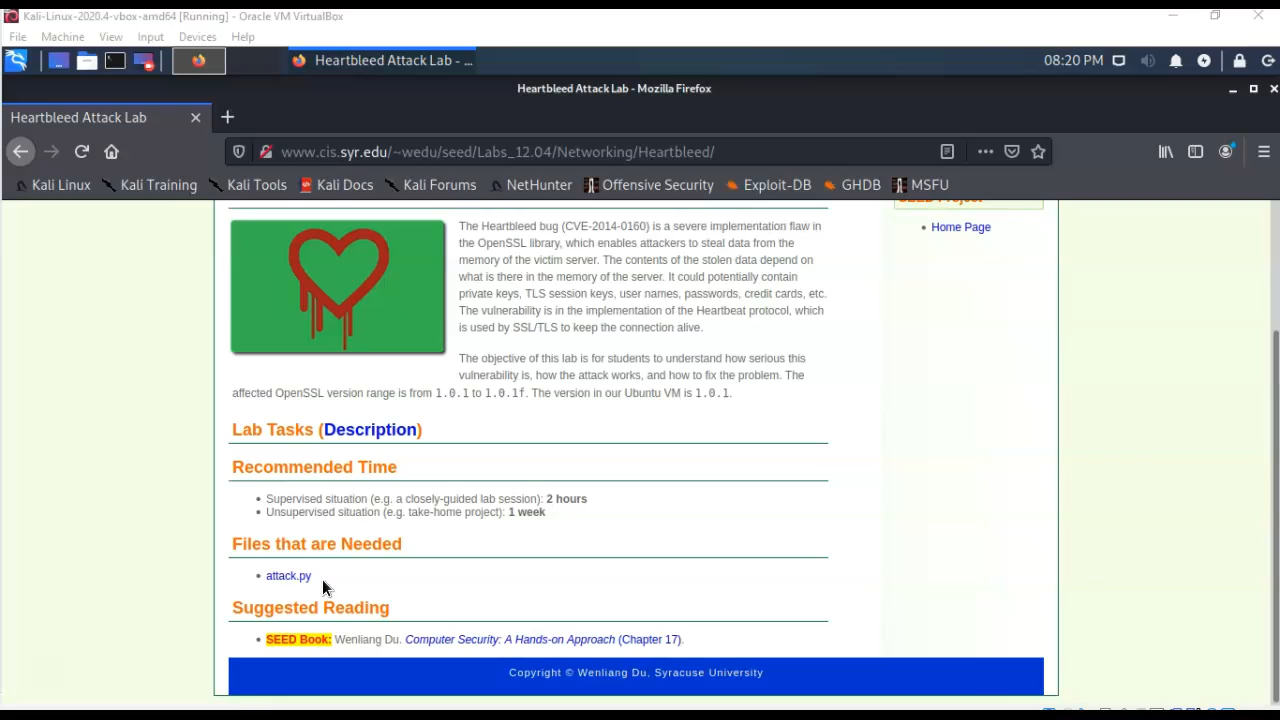 Kali-Linux-2020.4-vbox-amd64 [Running] - Oracle VM VirtualBox
File Machine View Input Devices Help
Heartbleed Attack Lab - ... 08:20 PM
Heartbleed Attack Lab - Mozilla Firefox
Heartbleed Attack Lab
www.cis.syr.edu/~wedu/seed/Labs_12.04/Networking/Heartbleed/
Kali Linux Kali Training Kali Tools Kali Docs Kali Forums NetHunter Offensive Security Exploit-DB GHDB MSFU
SEED Project
• Home Page
The Heartbleed bug (CVE-2014-0160) is a severe implementation flaw in
the OpenSSL library, which enables attackers to steal data from the
memory of the victim server. The contents of the stolen data depend on
what is there in the memory of the server. It could potentially contain
private keys, TLS session keys, user names, passwords, credit cards, etc.
The vulnerability is in the implementation of the Heartbeat protocol, which
is used by SSL/TLS to keep the connection alive.
The objective of this lab is for students to understand how serious this
vulnerability is, how the attack works, and how to fix the problem. The
affected OpenSSL version range is from 1.0.1 to 1.0.1f. The version in our Ubuntu VM is 1.0.1.
Lab Tasks (Description)
Recommended Time
• Supervised situation (e.g. a closely-guided lab session): 2 hours
• Unsupervised situation (e.g. take-home project): 1 week
Files that are Needed
• attack.py
Suggested Reading
• SEED Book: Wenliang Du. Computer Security: A Hands-on Approach (Chapter 17).
Copyright © Wenliang Du, Syracuse University